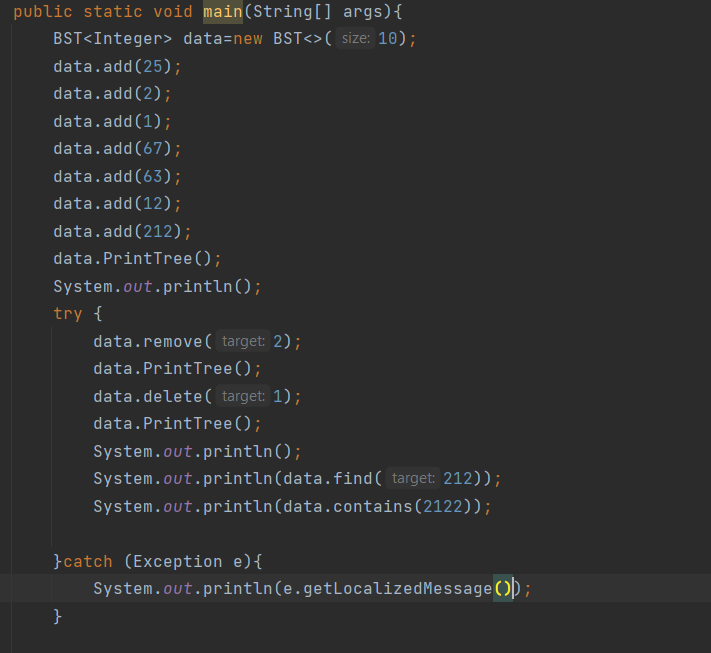 public static void main(String[] args){
BST<Integer> data=new BST<>( size: 10);
data.add(25);
data.add(2);
data.add(1);
data.add(67);
data.add(63);
data.add(12);
data.add(212);
data.PrintTree();
System.out.println();
try {
data.remove( target: 2);
data.PrintTree();
data.delete( target: 1);
data.PrintTree();
System.out.println();
System.out.println(data.find( target: 212));
System.out.println(data.contains(2122));
}catch (Exception e){
System.out.println(e.getLocalizedMessage());
}